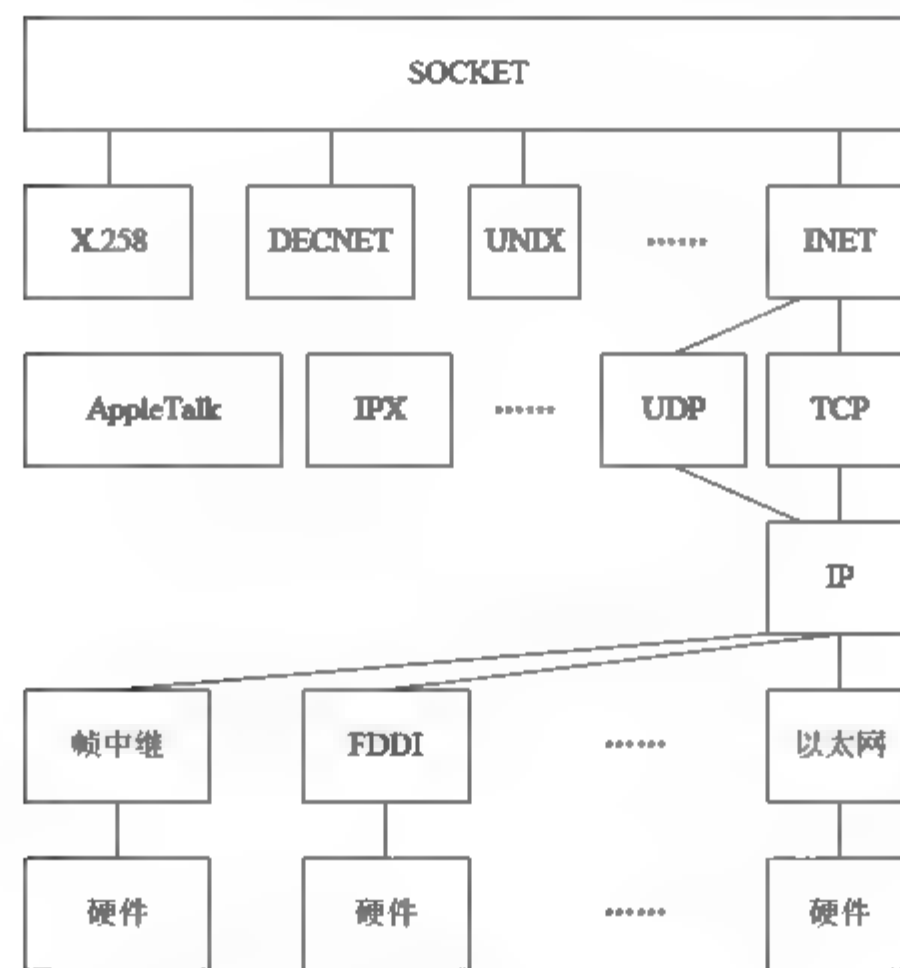 SOCKET
X.258 DECNET UNIX ...... INET
AppleTalk IPX ...... UDP TCP
IP
帧中继 FDDI ...... 以太网
硬件 硬件 ...... 硬件